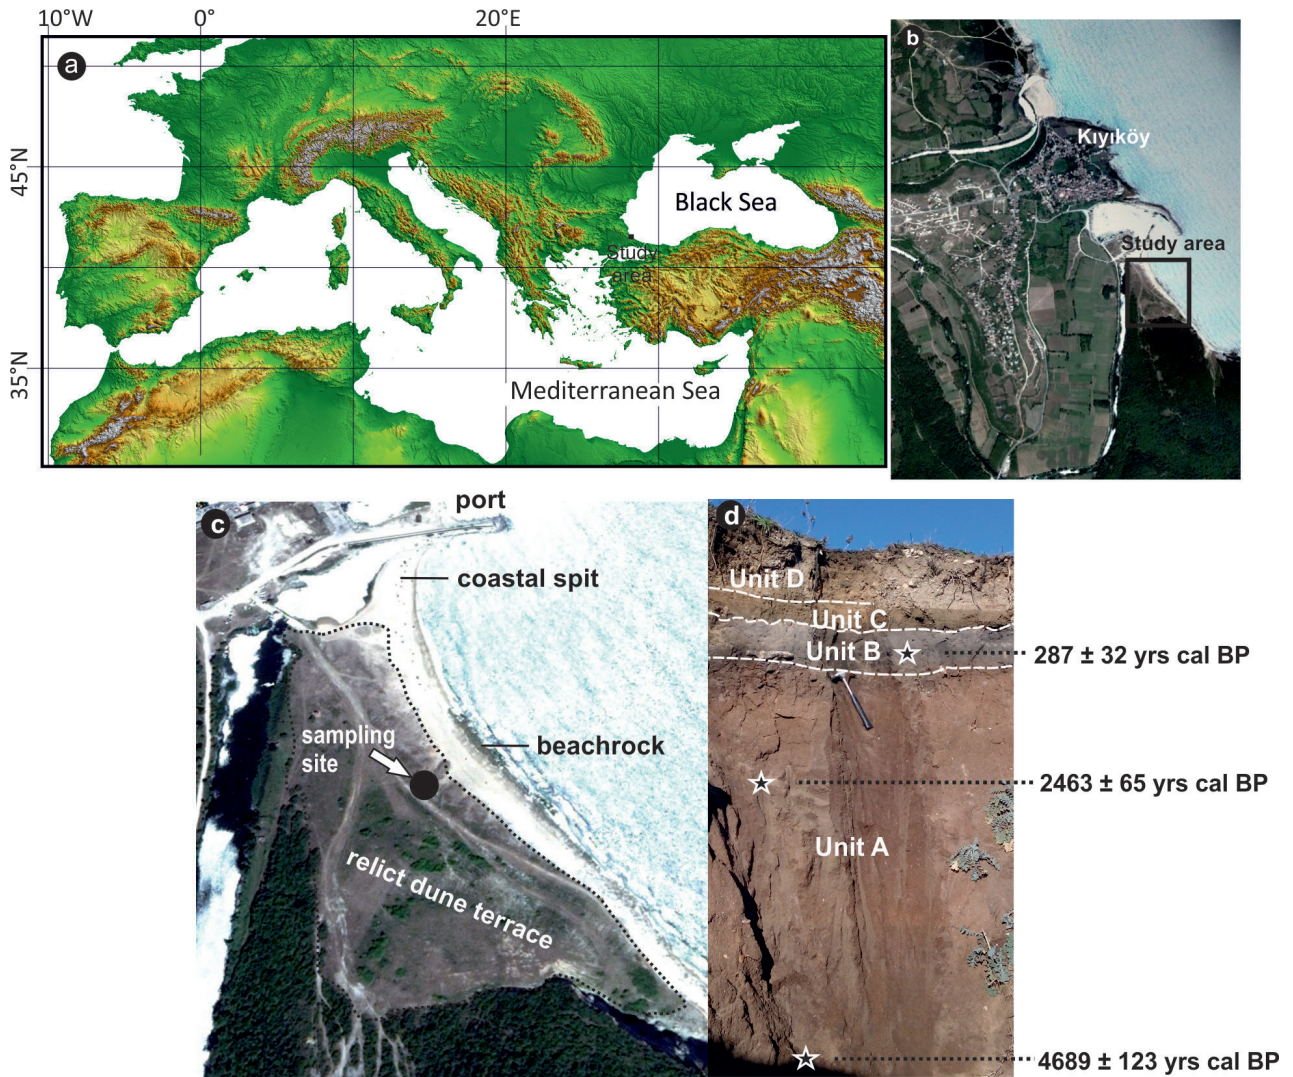 10°W
0°
20°E
a
45°N
35°N
Black Sea
Study
area
Mediterranean Sea
b
Kıyıköy
Study area
c
port
coastal spit
sampling
site
beachrock
relict dune terrace
d
Unit D
Unit C
Unit B
287 ± 32 yrs cal BP
2463 ± 65 yrs cal BP
Unit A
4689 ± 123 yrs cal BP